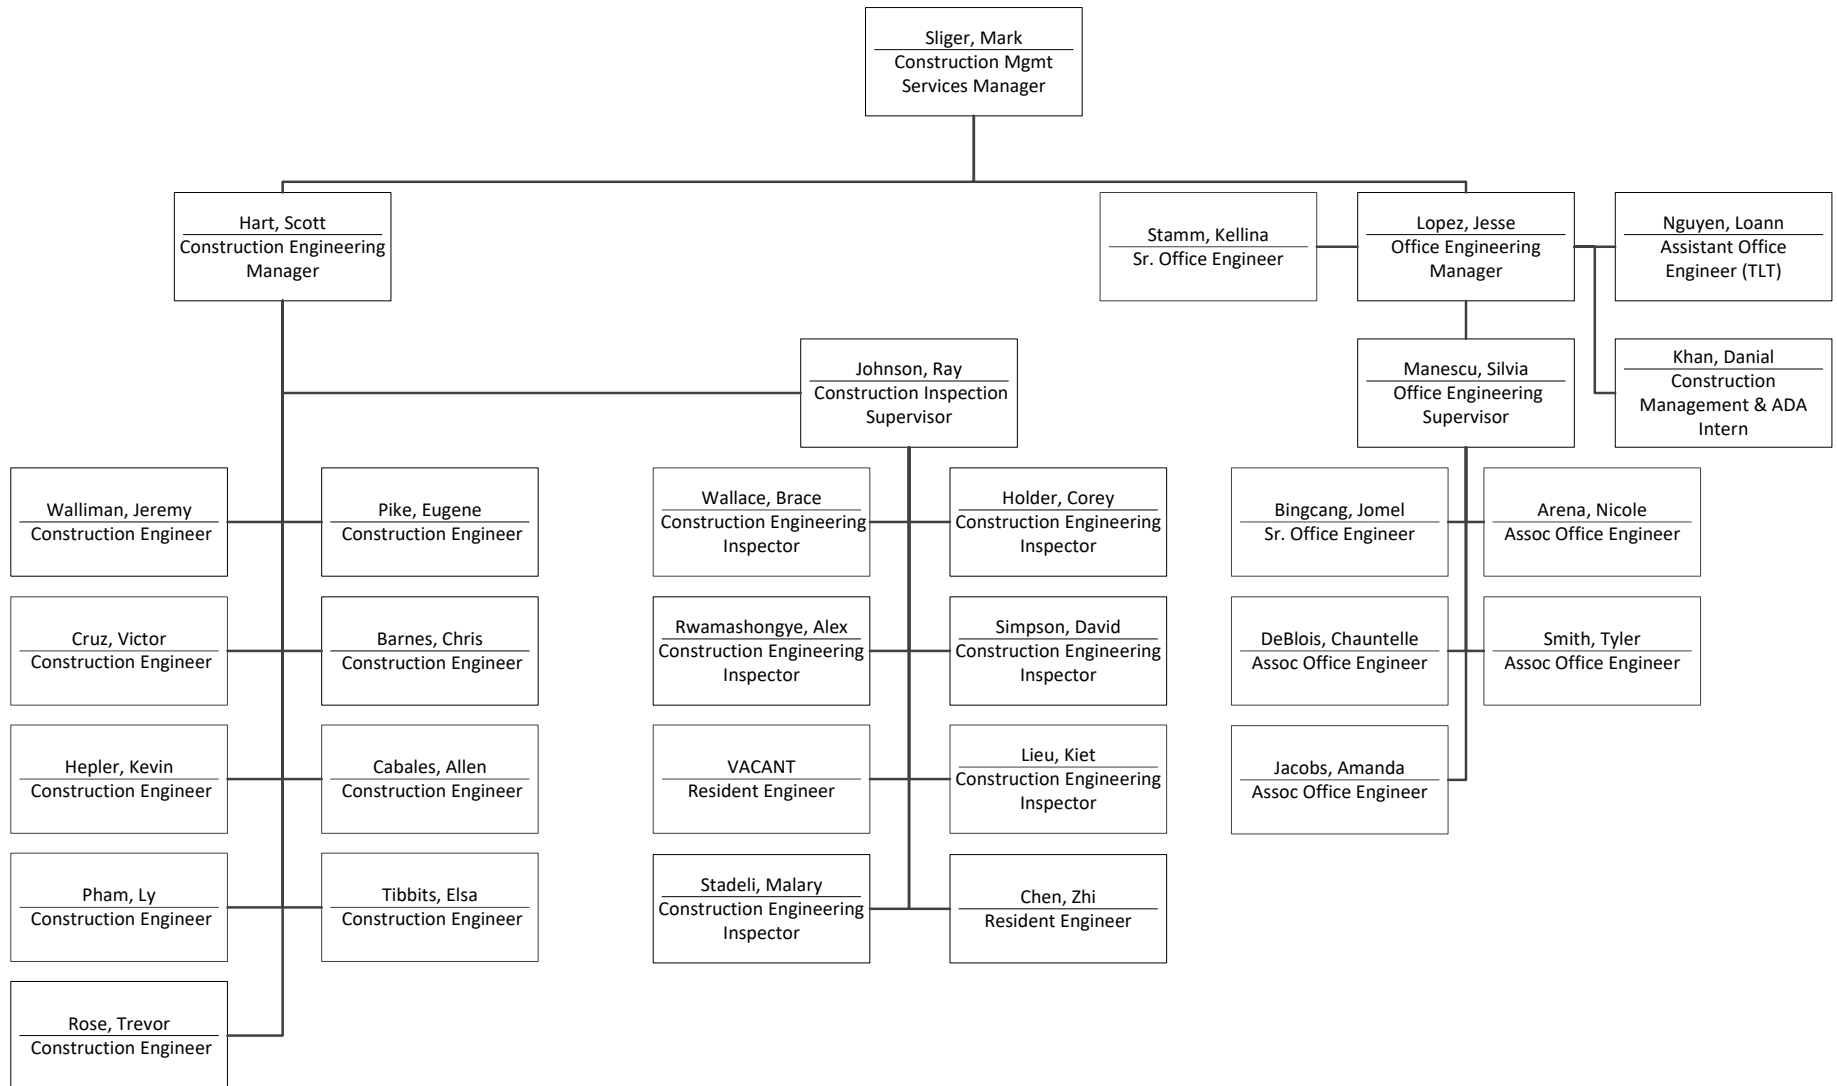 Sliger, Mark
Construction Mgmt
Services Manager
Hart, Scott
Construction Engineering
Manager
Stamm, Kellina
Sr. Office Engineer
Lopez, Jesse
Office Engineering
Manager
Nguyen, Loann
Assistant Office
Engineer (TLT)
Johnson, Ray
Construction Inspection
Supervisor
Manescu, Silvia
Office Engineering
Supervisor
Khan, Danial
Construction
Management & ADA
Intern
Walliman, Jeremy
Construction Engineer
Pike, Eugene
Construction Engineer
Wallace, Brace
Construction Engineering
Inspector
Holder, Corey
Construction Engineering
Inspector
Bingcang, Jomel
Sr. Office Engineer
Arena, Nicole
Assoc Office Engineer
Cruz, Victor
Construction Engineer
Barnes, Chris
Construction Engineer
Rwamashongye, Alex
Construction Engineering
Inspector
Simpson, David
Construction Engineering
Inspector
DeBlois, Chauntelle
Assoc Office Engineer
Smith, Tyler
Assoc Office Engineer
Hepler, Kevin
Construction Engineer
Cabales, Allen
Construction Engineer
VACANT
Resident Engineer
Lieu, Kiet
Construction Engineering
Inspector
Jacobs, Amanda
Assoc Office Engineer
Pham, Ly
Construction Engineer
Tibbits, Elsa
Construction Engineer
Stadeli, Malary
Construction Engineering
Inspector
Chen, Zhi
Resident Engineer
Rose, Trevor
Construction Engineer